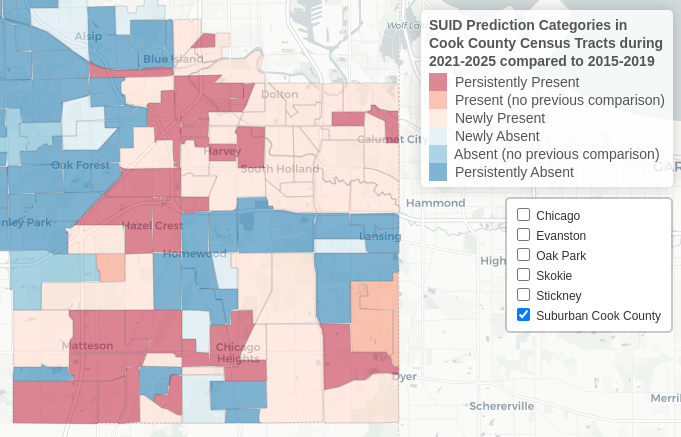 SUID Prediction Categories in
Cook County Census Tracts during
2021-2025 compared to 2015-2019
Persistently Present
Present (no previous comparison)
Newly Present
Newly Absent
Absent (no previous comparison)
Persistently Absent
Chicago
Evanston
Oak Park
Skokie
Stickney
Suburban Cook County
Wolf La
Alsip
Blue Island
Dolton
Calumet City
Harvey
GA
Oak Forest
South Holland
Hammond
nley Park
Hazel Crest
Lansing
Homewood
High
Matteson
Chicago
Heights
Dyer
Schererville
Merril